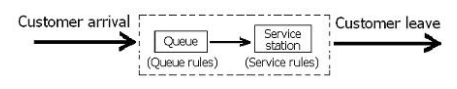 Customer arrival
Queue
(Queue rules)
Service
station
(Service rules)
Customer leave